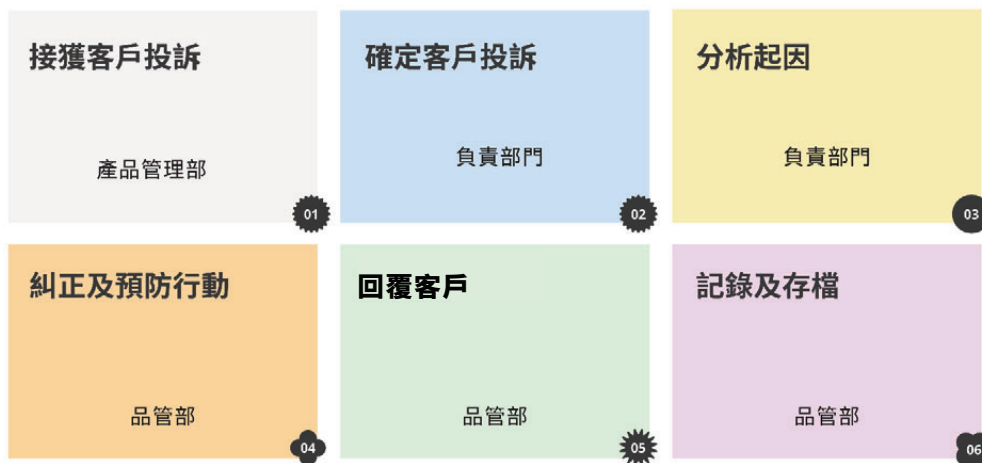 接獲客戶投訴
產品管理部
01
確定客戶投訴
負責部門
02
分析起因
負責部門
03
糾正及預防行動
品管部
04
回覆客戶
品管部
05
記錄及存檔
品管部
06